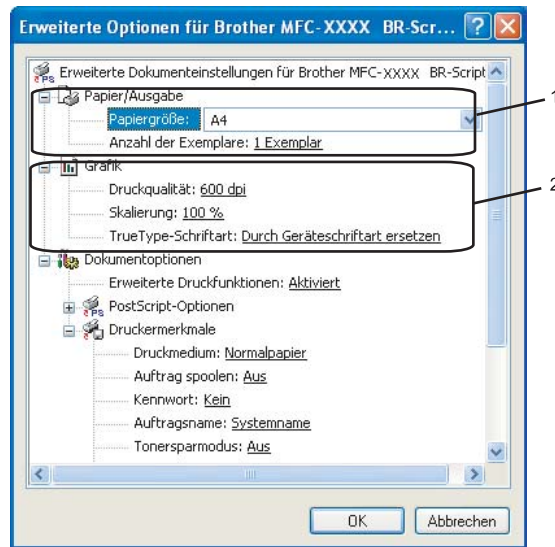 Erweiterte Optionen für Brother MFC-XXXX BR-Scr...
Erweiterte Dokumenteinstellungen für Brother MFC-XXXX BR-Script
Papier/Ausgabe
1
Papiergröße: A4
Anzahl der Exemplare: 1 Exemplar
Grafik
2
Druckqualität: 600 dpi
Skalierung: 100 %
TrueType-Schriftart: Durch Geräteschriftart ersetzen
Dokumentoptionen
Erweiterte Druckfunktionen: Aktiviert
PostScript-Optionen
Druckermerkmale
Druckmedium: Normalpapier
Auftrag spoolen: Aus
Kennwort: Kein
Auftragsname: Systemname
Tonersparmodus: Aus
OK
Abbrechen